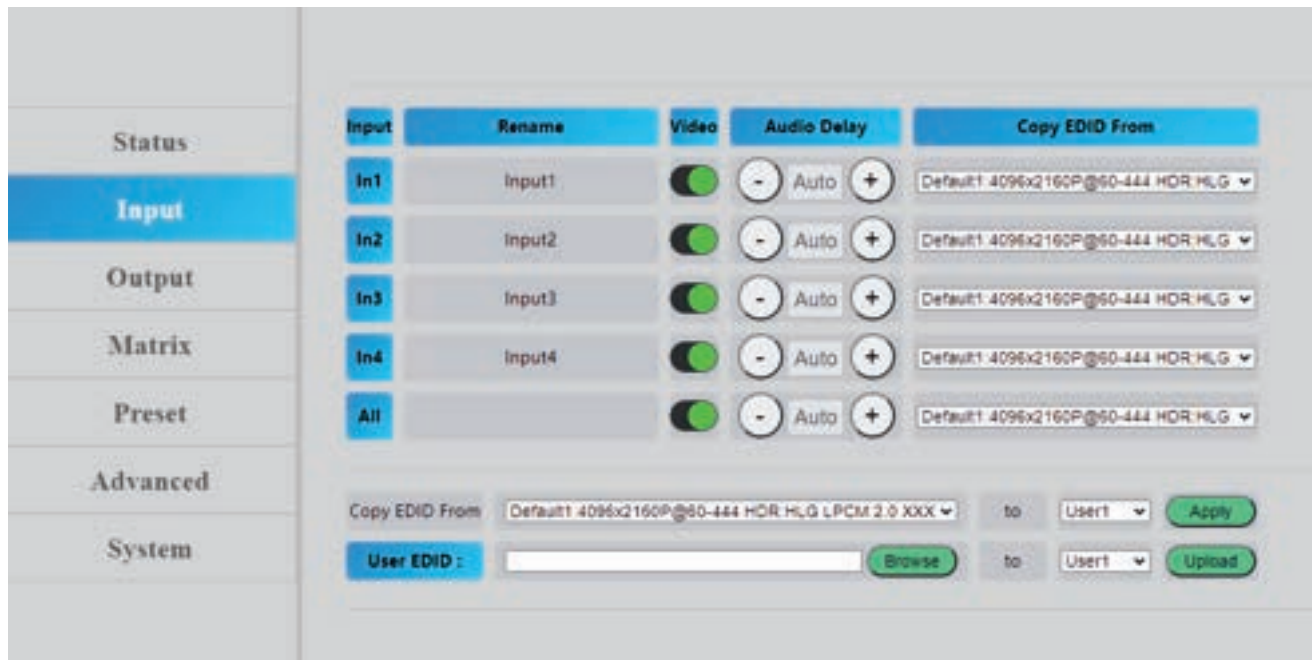 Status
Input
Output
Matrix
Preset
Advanced
System
Input Rename Video Audio Delay Copy EDID From
In1 Input1 - Auto + Default1:4096x2160P@60-444 HDR:HLG
In2 Input2 - Auto + Default1:4096x2160P@60-444 HDR:HLG
In3 Input3 - Auto + Default1:4096x2160P@60-444 HDR:HLG
In4 Input4 - Auto + Default1:4096x2160P@60-444 HDR:HLG
All - Auto + Default1:4096x2160P@60-444 HDR:HLG
Copy EDID From Default1:4096x2160P@60-444 HDR:HLG LPCM 2.0 XXX to User1 Apply
User EDID : Browse to User1 Upload